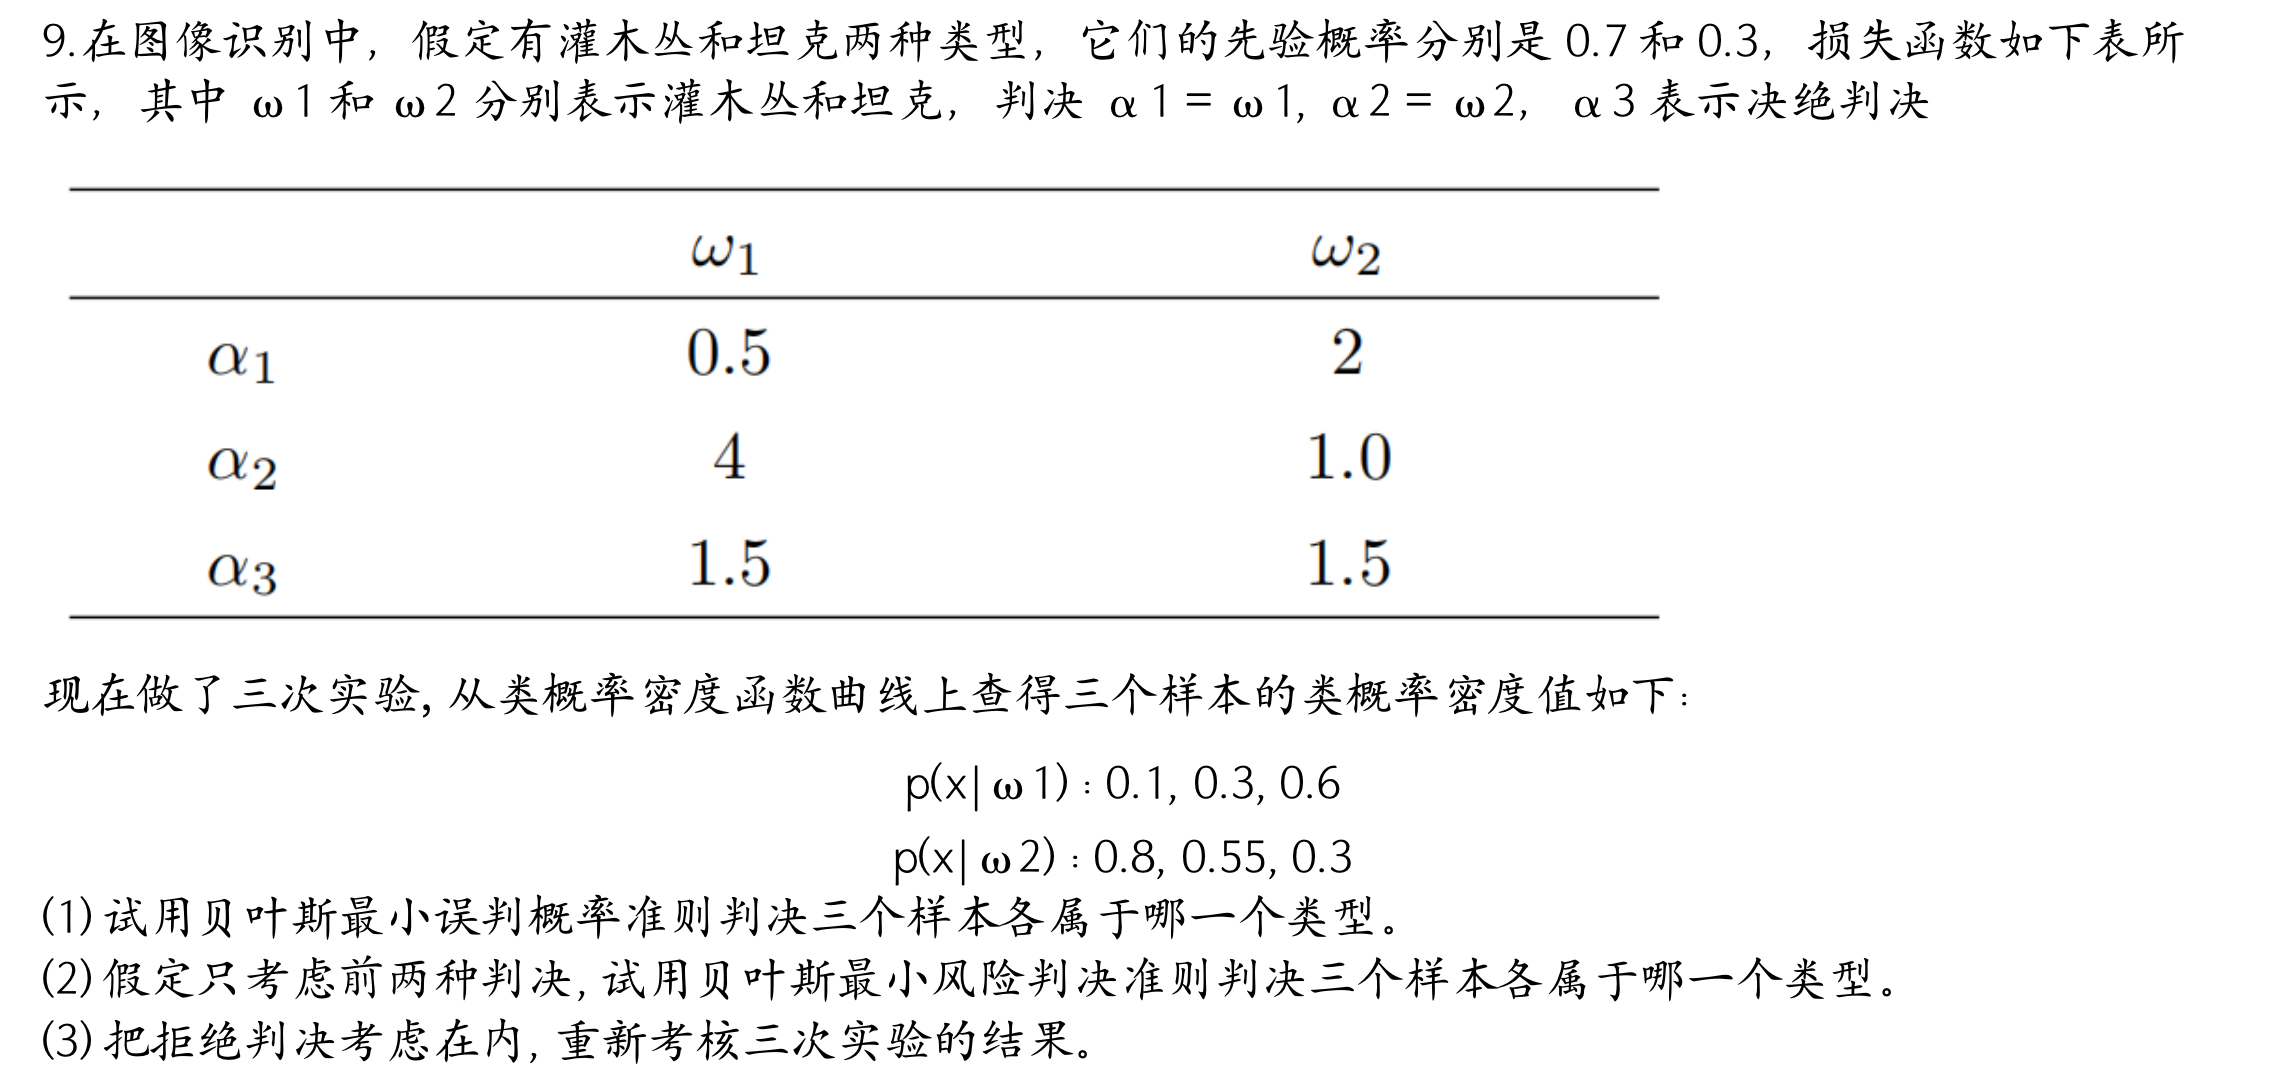 9.在图像识别中，假定有灌木丛和坦克两种类型，它们的先验概率分别是 0.7 和 0.3，损失函数如下表所
示，其中 ω1 和 ω2 分别表示灌木丛和坦克，判决 α1 = ω1, α2 = ω2， α3 表示决绝判决
ω₁ ω₂
α₁ 0.5 2
α₂ 4 1.0
α₃ 1.5 1.5
现在做了三次实验, 从类概率密度函数曲线上查得三个样本的类概率密度值如下：
p(x|ω1) : 0.1, 0.3, 0.6
p(x|ω2) : 0.8, 0.55, 0.3
(1) 试用贝叶斯最小误判概率准则判决三个样本各属于哪一个类型。
(2) 假定只考虑前两种判决, 试用贝叶斯最小风险判决准则判决三个样本各属于哪一个类型。
(3) 把拒绝判决考虑在内, 重新考核三次实验的结果。